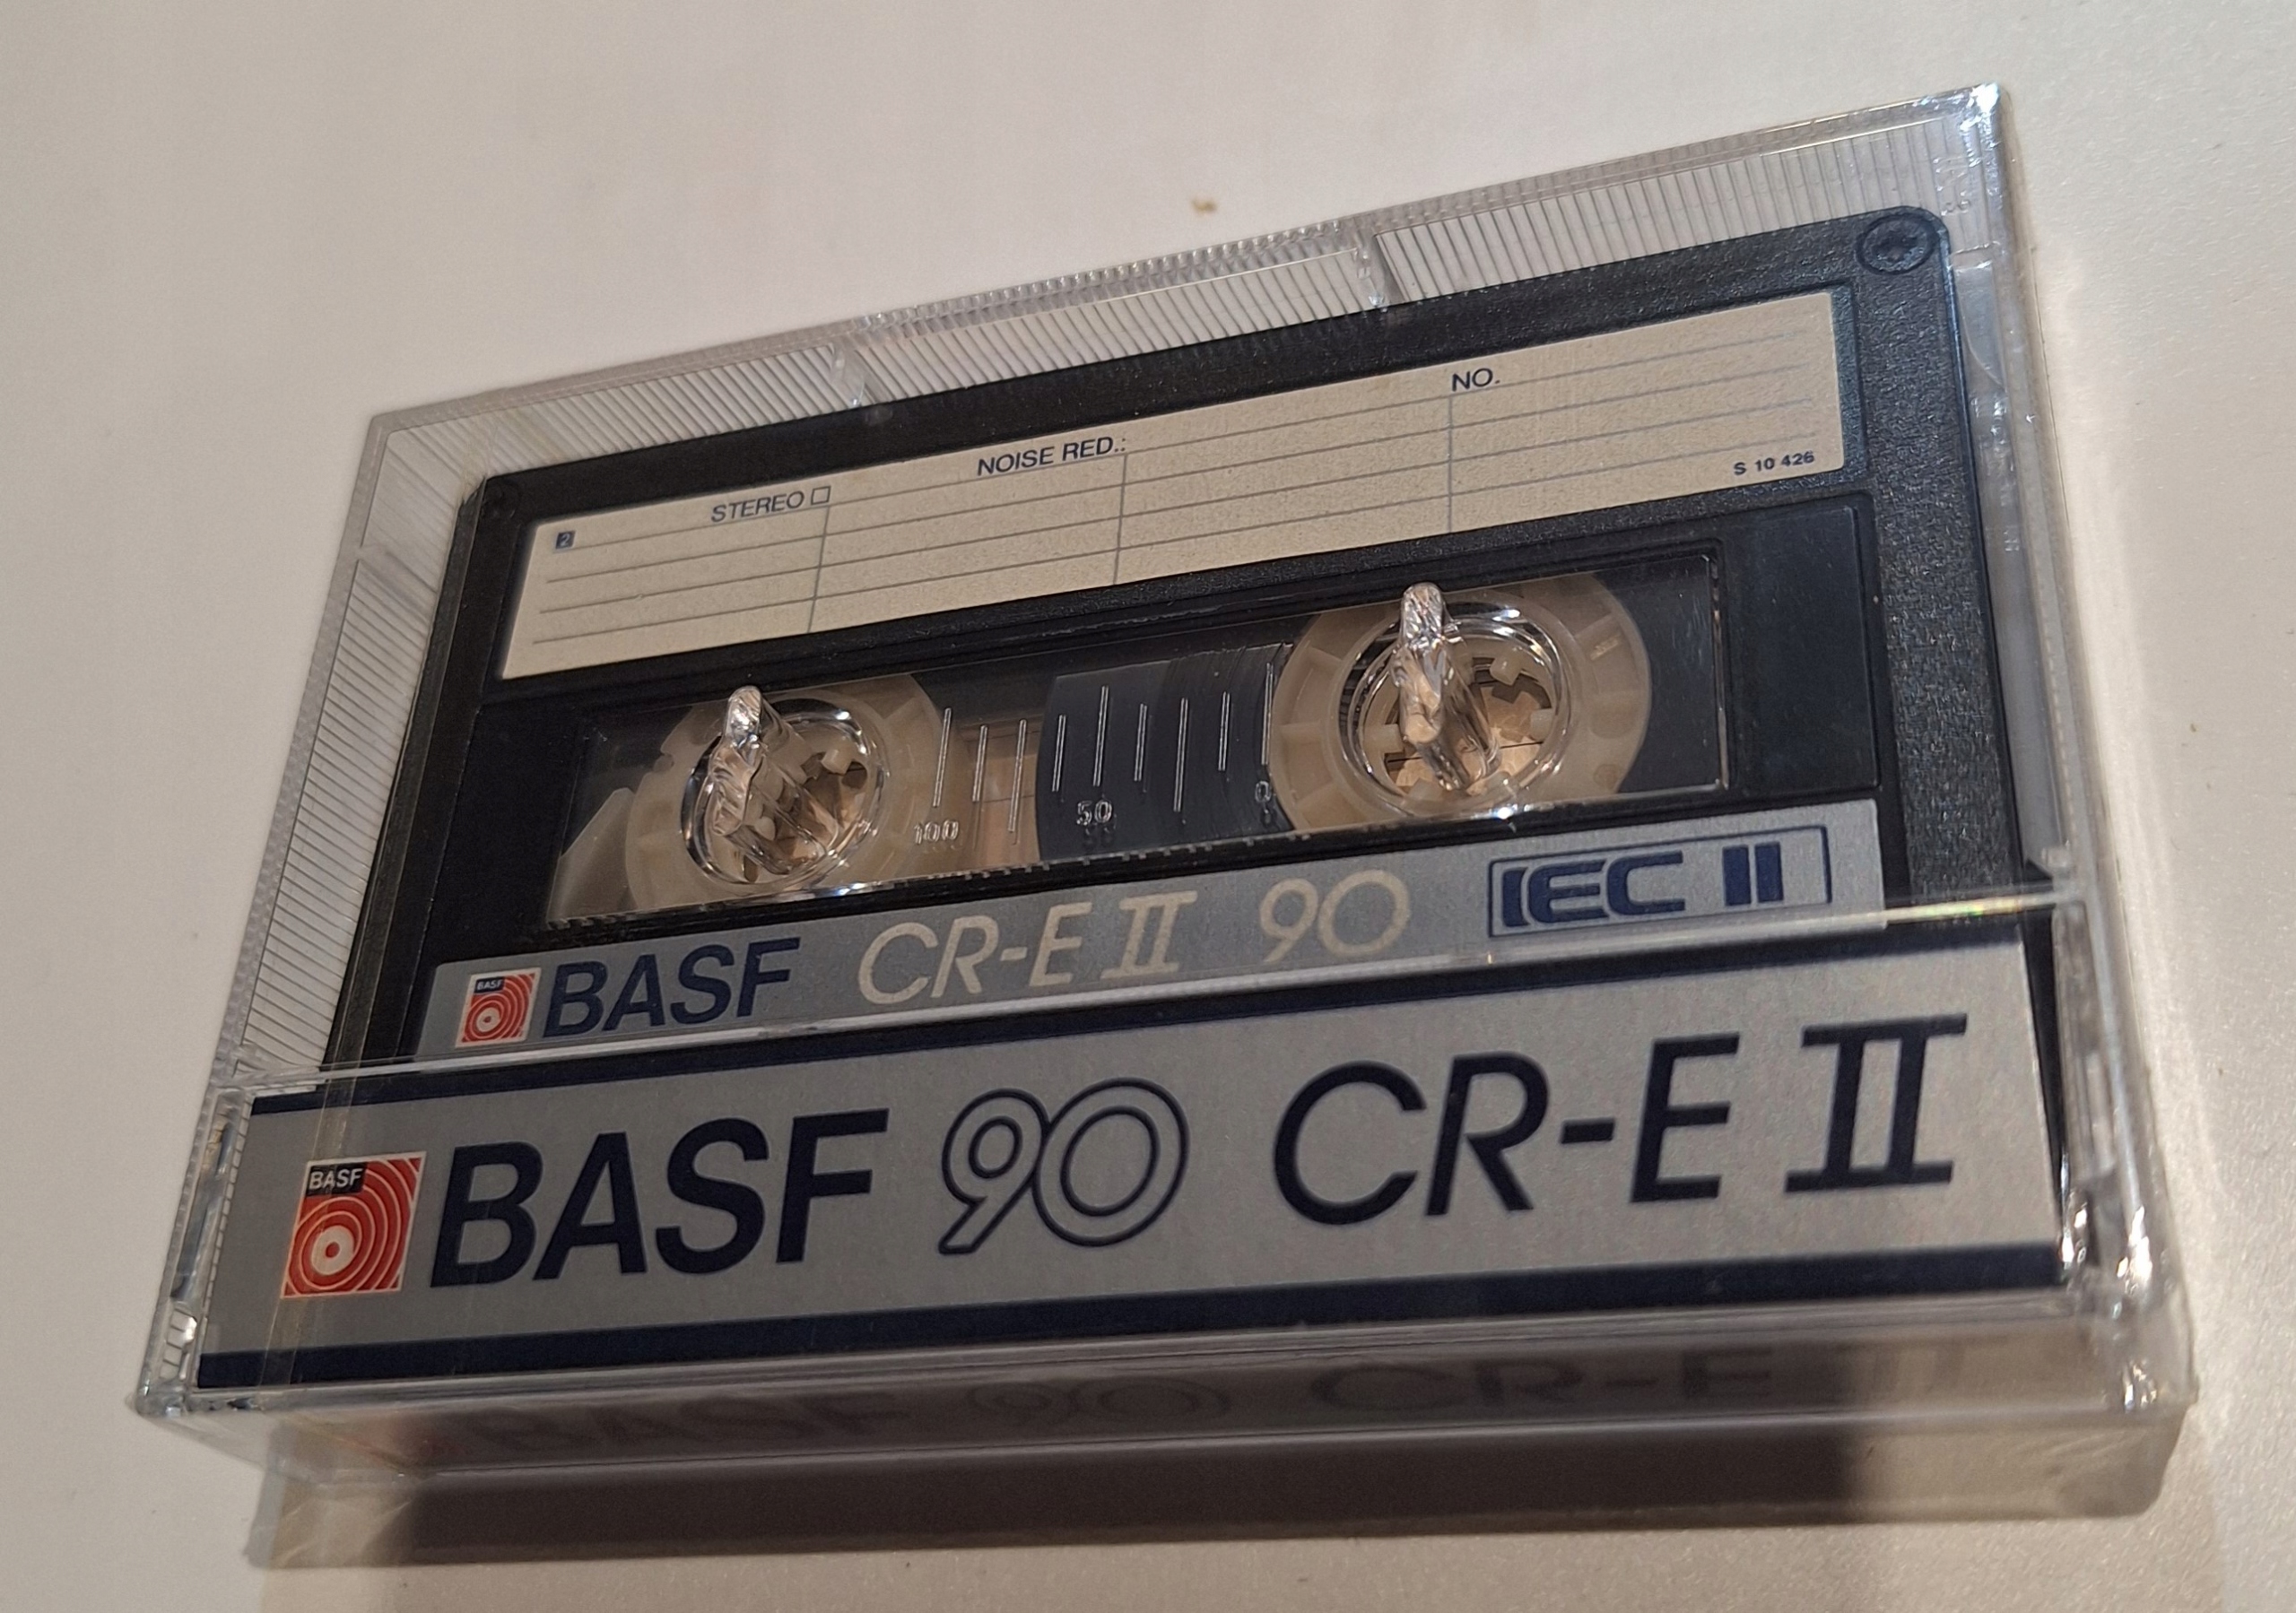 NO.
NOISE RED.:
STEREO
2
S 10 426
100 50 0
BASF
BASF CR-E II 90 IEC II
BASF
BASF 90 CR-E II